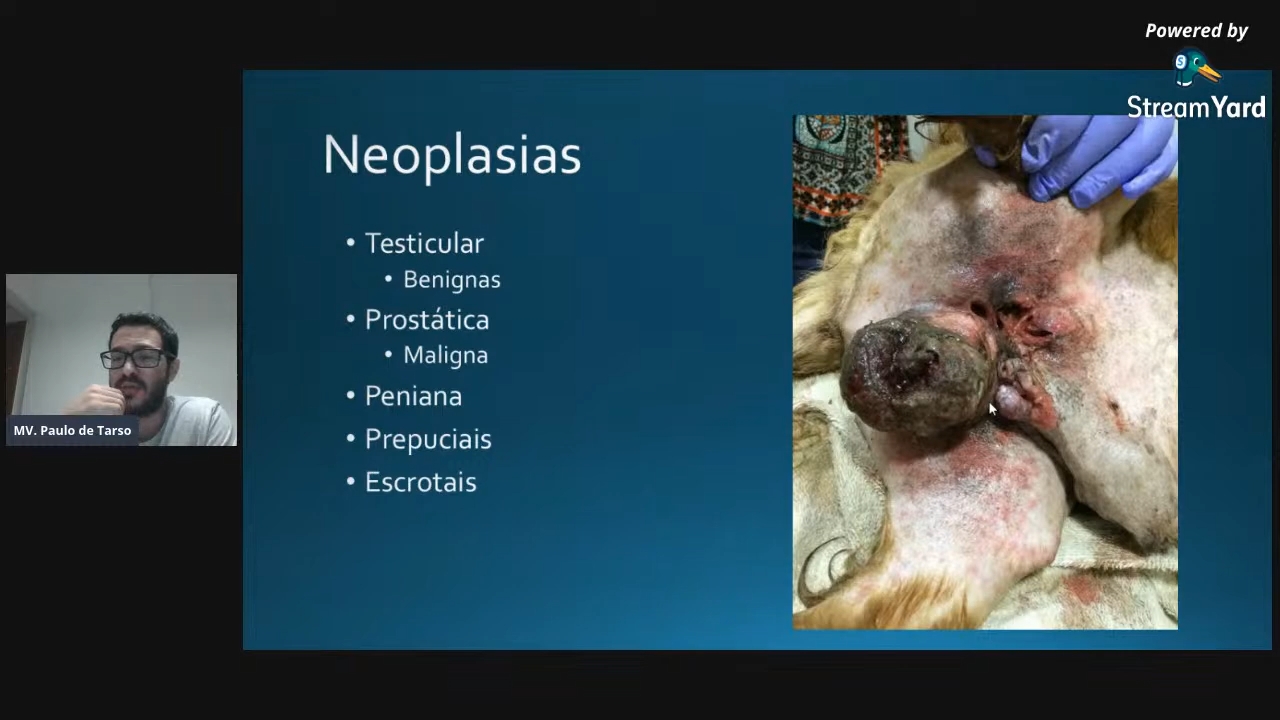 Powered by
StreamYard
Neoplasias
• Testicular
• Benignas
• Prostática
• Maligna
• Peniana
• Prepuciais
• Escrotais
MV. Paulo de Tarso